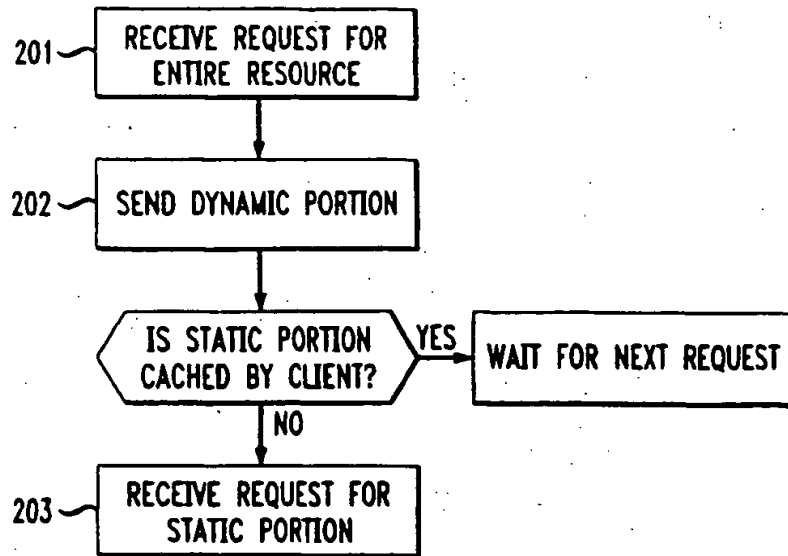 201
RECEIVE REQUEST FOR
ENTIRE RESOURCE
202
SEND DYNAMIC PORTION
IS STATIC PORTION
CACHED BY CLIENT?
YES
WAIT FOR NEXT REQUEST
NO
203
RECEIVE REQUEST FOR
STATIC PORTION